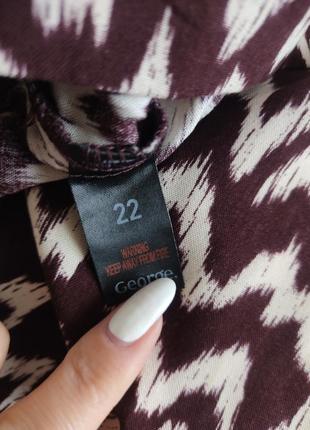 22
WARNING
KEEP AWAY FROM FIRE
George.